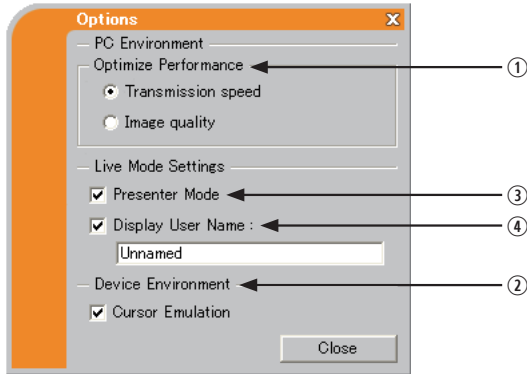 Options
PC Environment
Optimize Performance ①
Transmission speed
Image quality
Live Mode Settings
Presenter Mode ③
Display User Name : ④
Unnamed
Device Environment ②
Cursor Emulation
Close